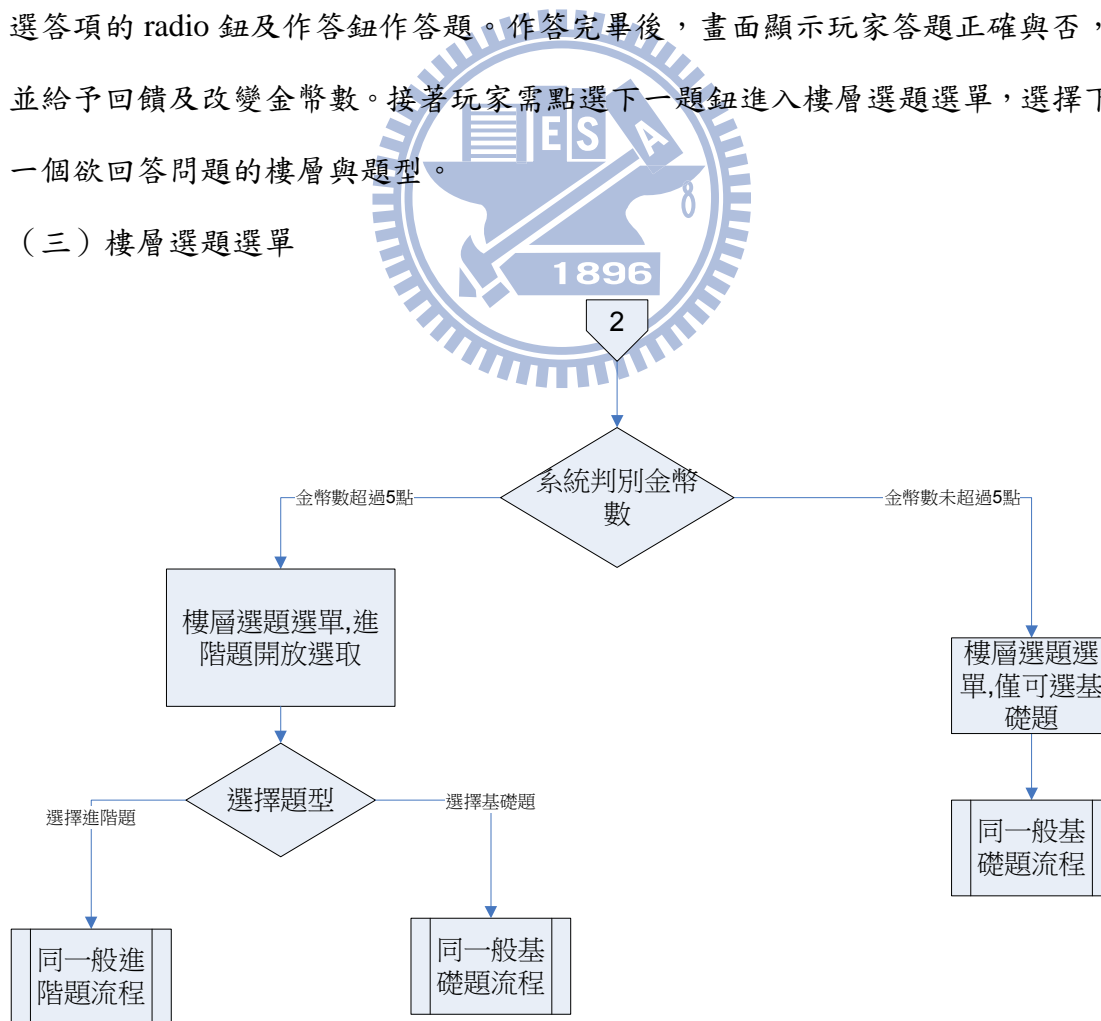 選答項的 radio 鈕及作答鈕作答題。作答完畢後，畫面顯示玩家答題正確與否，
並給予回饋及改變金幣數。接著玩家需點選下一題鈕進入樓層選題選單，選擇下
一個欲回答問題的樓層與題型。
（三）樓層選題選單
ES
A
1896
2
系統判別金幣
數
金幣數超過5點
金幣數未超過5點
樓層選題選單,進
階題開放選取
樓層選題選
單,僅可選基
礎題
選擇題型
選擇進階題
選擇基礎題
同一般基
礎題流程
同一般進
階題流程
同一般基
礎題流程